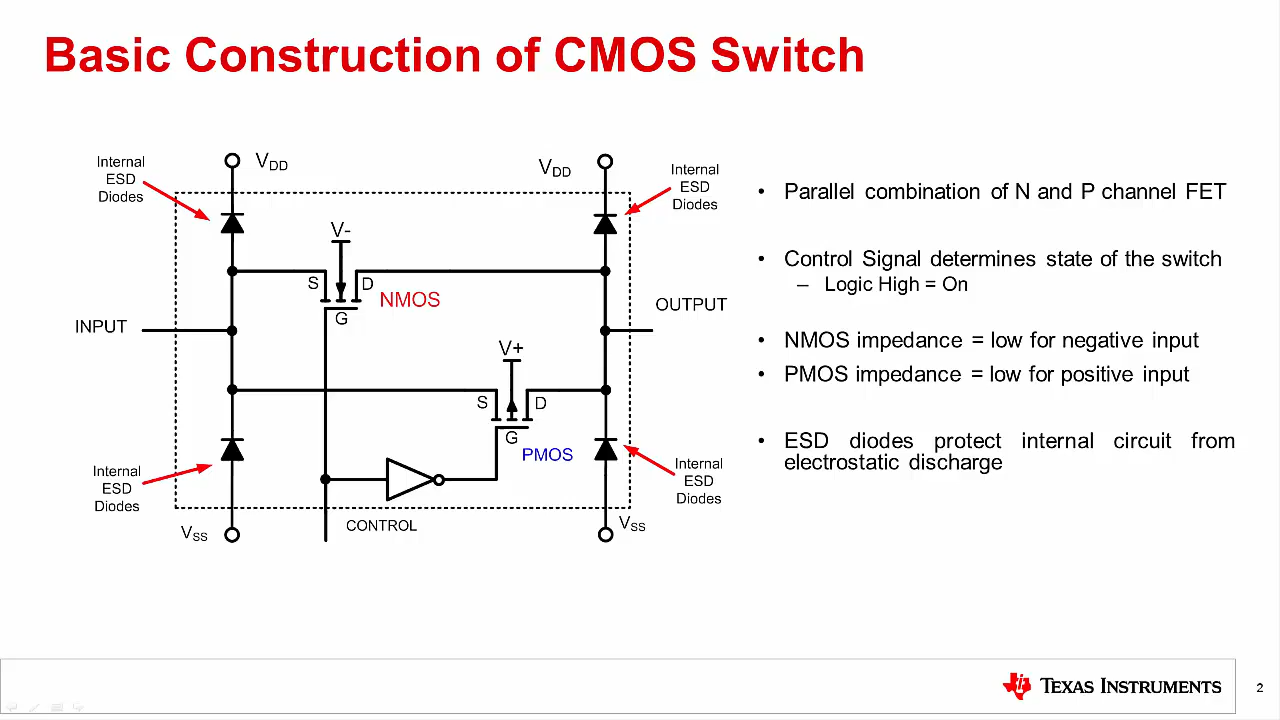 Basic Construction of CMOS Switch
Internal
ESD
Diodes
VDD
VDD
Internal
ESD
Diodes
V-
S
D
NMOS
G
INPUT
OUTPUT
V+
S
D
G
PMOS
Internal
ESD
Diodes
Internal
ESD
Diodes
VSS
CONTROL
VSS
• Parallel combination of N and P channel FET
• Control Signal determines state of the switch
– Logic High = On
• NMOS impedance = low for negative input
• PMOS impedance = low for positive input
• ESD diodes protect internal circuit from
electrostatic discharge
TEXAS INSTRUMENTS
2